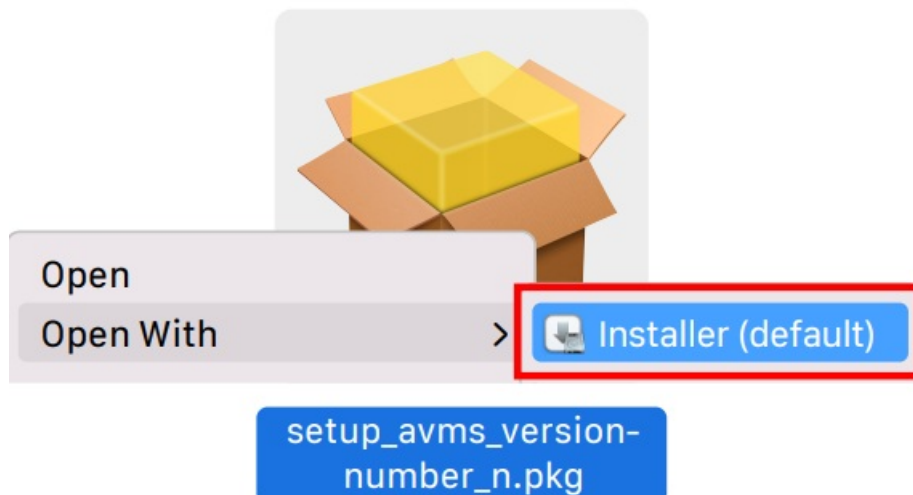 Open
Open With
Installer (default)
setup_avms_version-
number_n.pkg